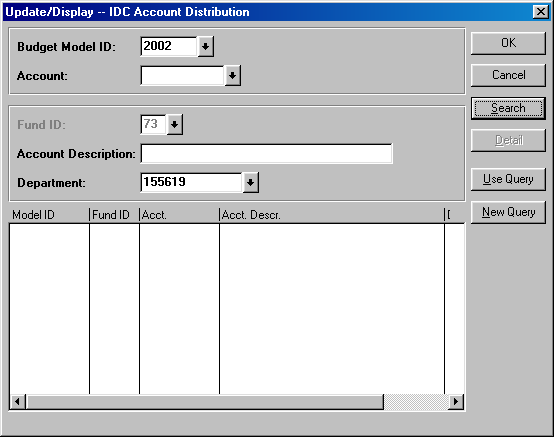 Update/Display -- IDC Account Distribution
Budget Model ID: 2002
Account:
Fund ID: 73
Account Description:
Department: 155619
OK
Cancel
Search
Detail
Use Query
New Query
Model ID Fund ID Acct. Acct. Descr.